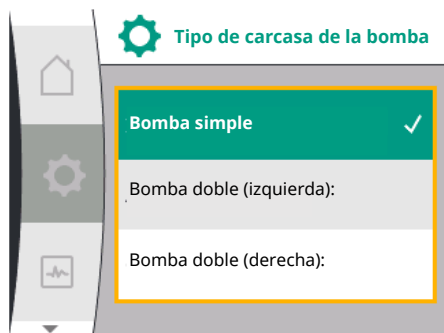 Tipo de carcasa de la bomba
Bomba simple
Bomba doble (izquierda):
Bomba doble (derecha):